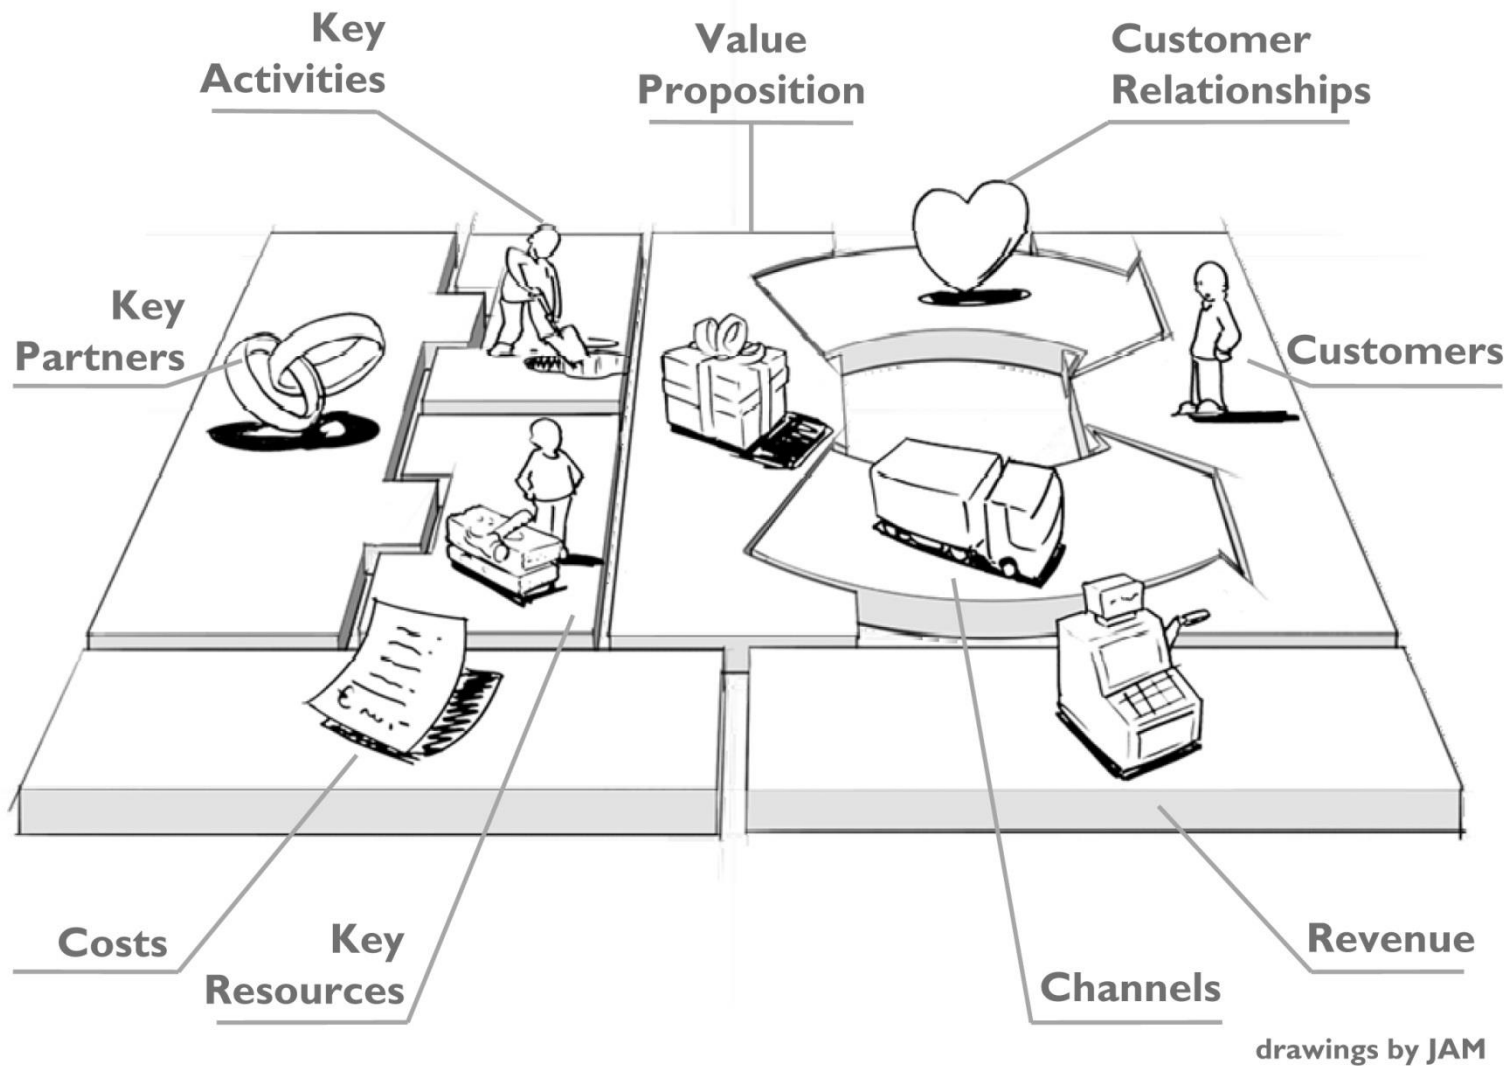 Key
Activities
Value
Proposition
Customer
Relationships
Key
Partners
Customers
Costs
Key
Resources
Channels
Revenue
drawings by JAM